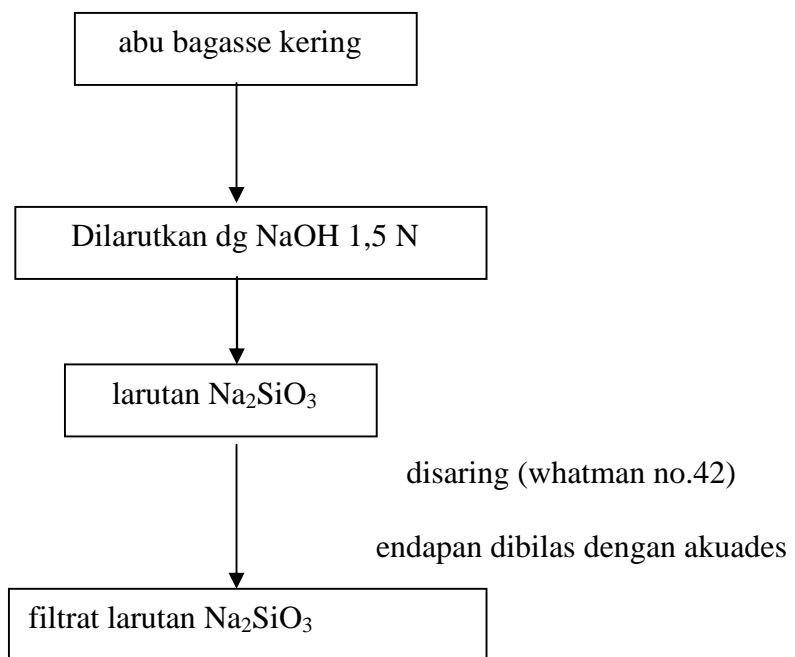 abu bagasse kering
Dilarutkan dg NaOH 1,5 N
larutan Na₂SiO₃
disaring (whatman no.42)
endapan dibilas dengan akuades
filtrat larutan Na₂SiO₃